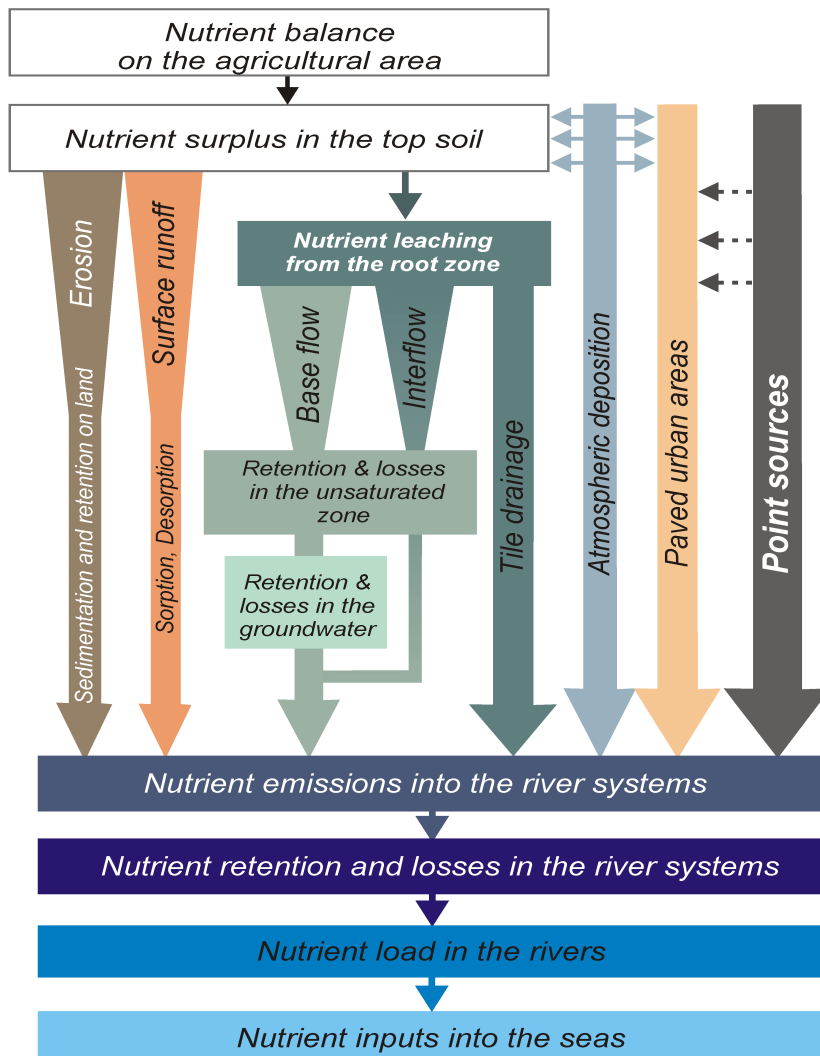 Nutrient balance
on the agricultural area
Nutrient surplus in the top soil
Erosion
Sedimentation and retention on land
Surface runoff
Sorption, Desorption
Nutrient leaching
from the root zone
Base flow
Interflow
Retention & losses
in the unsaturated
zone
Retention &
losses in the
groundwater
Tile drainage
Atmospheric deposition
Paved urban areas
Point sources
Nutrient emissions into the river systems
Nutrient retention and losses in the river systems
Nutrient load in the rivers
Nutrient inputs into the seas